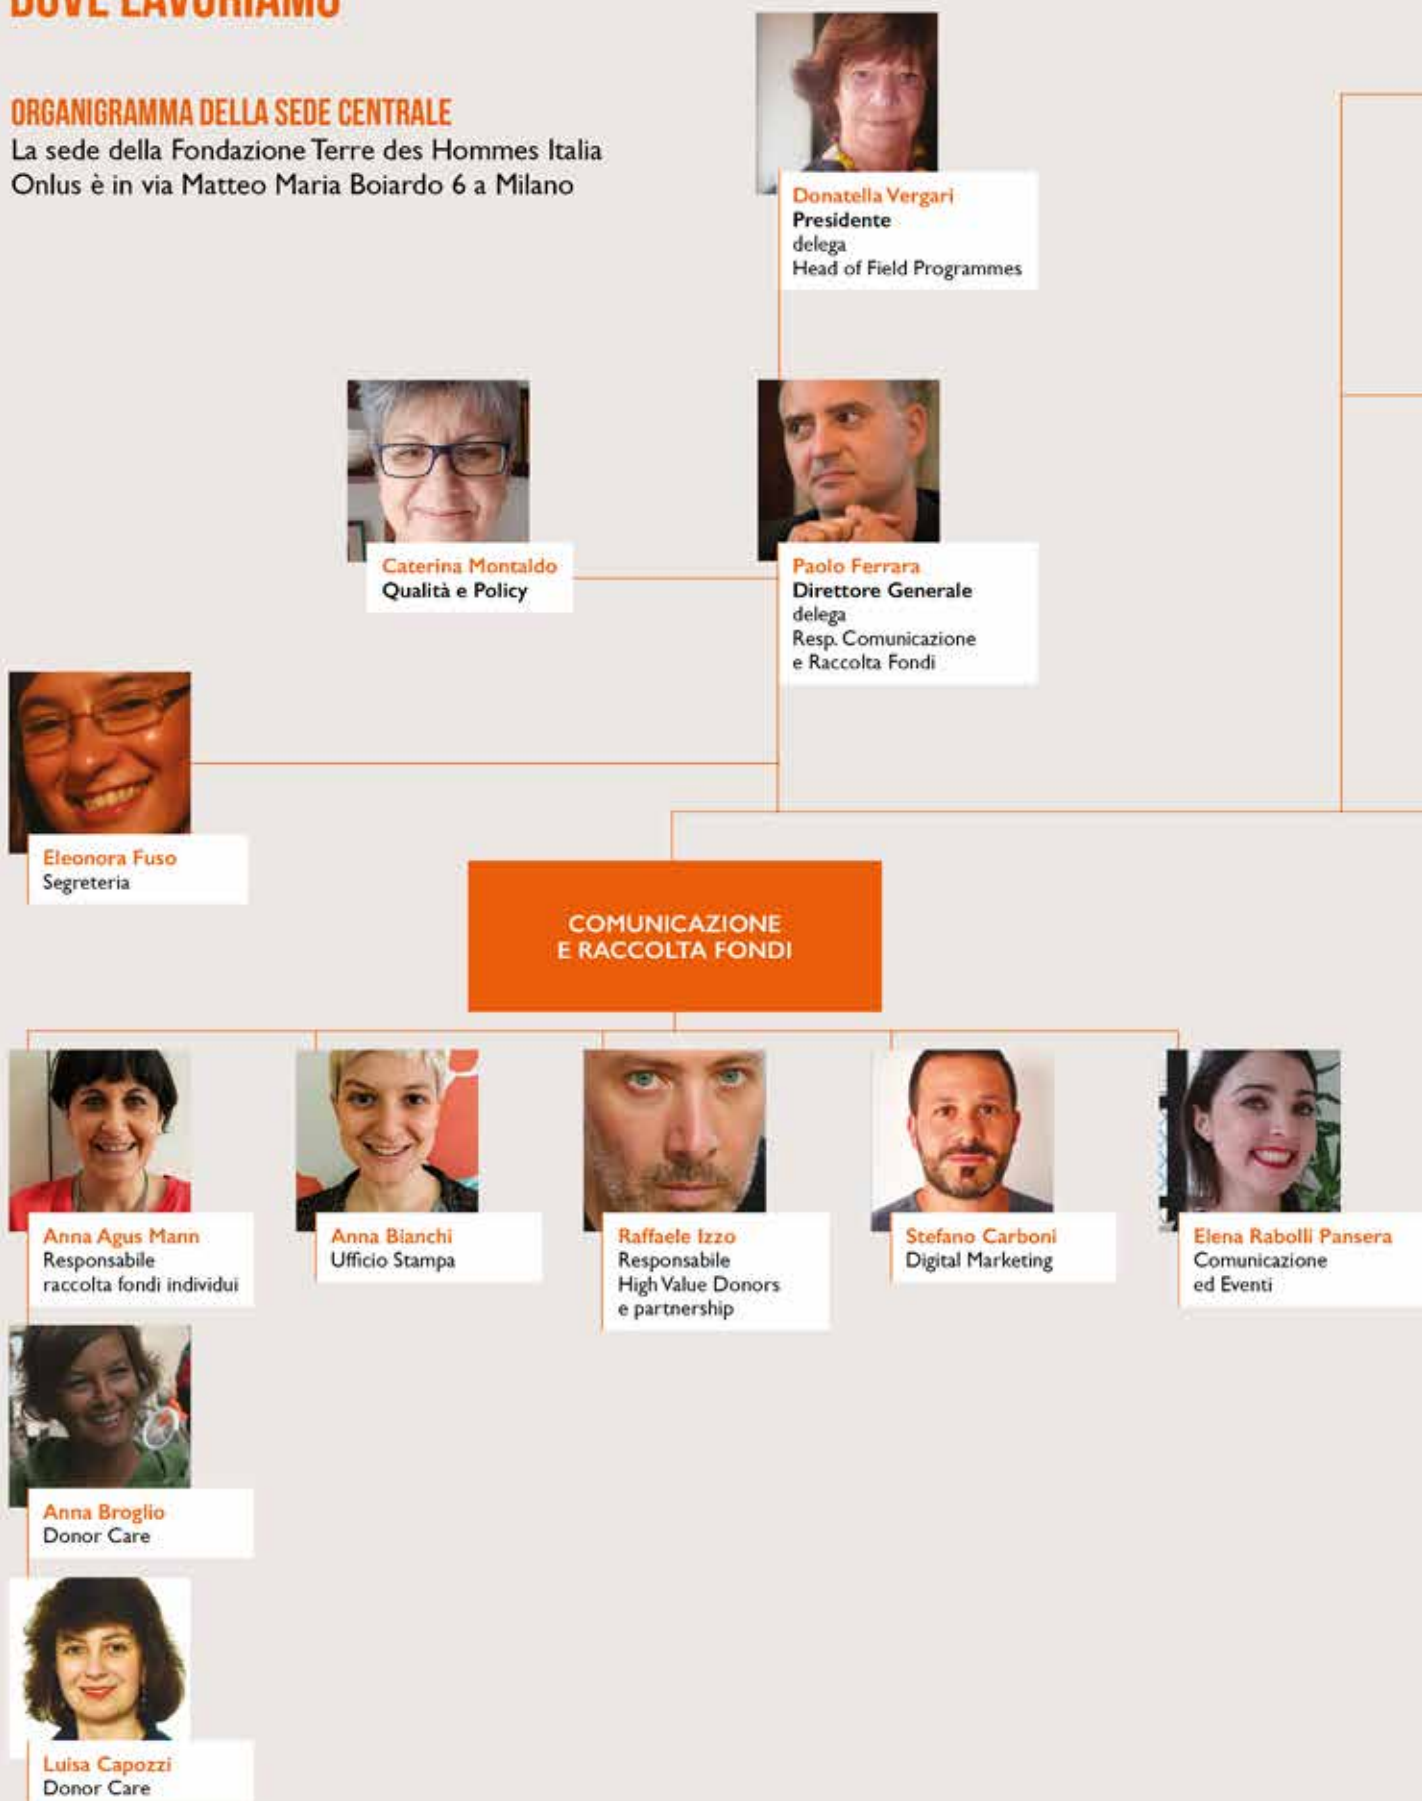 DOVE LAVORIAMO
ORGANIGRAMMA DELLA SEDE CENTRALE
La sede della Fondazione Terre des Hommes Italia
Onlus è in via Matteo Maria Boiardo 6 a Milano
Donatella Vergari
Presidente
delega
Head of Field Programmes
Caterina Montaldo
Qualità e Policy
Paolo Ferrara
Direttore Generale
delega
Resp. Comunicazione
e Raccolta Fondi
Eleonora Fuso
Segreteria
COMUNICAZIONE
E RACCOLTA FONDI
Anna Agus Mann
Responsabile
raccolta fondi individui
Anna Bianchi
Ufficio Stampa
Raffaele Izzo
Responsabile
High Value Donors
e partnership
Stefano Carboni
Digital Marketing
Elena Rabolli Pansera
Comunicazione
ed Eventi
Anna Broglio
Donor Care
Luisa Capozzi
Donor Care